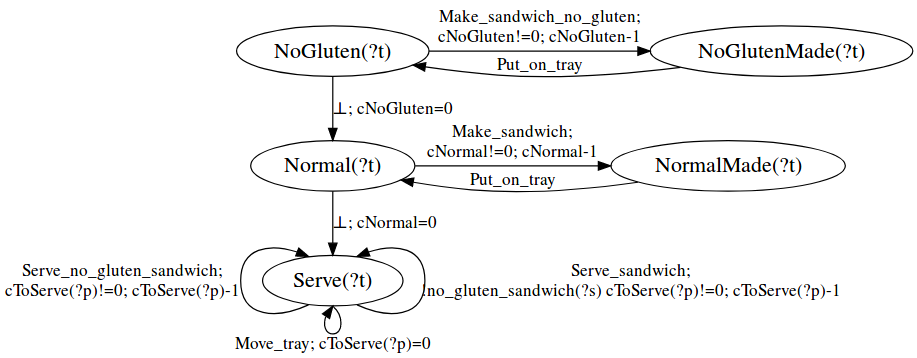 Make_sandwich_no_gluten;
cNoGluten!=0; cNoGluten-1
NoGluten(?t)
NoGlutenMade(?t)
Put_on_tray
⊥; cNoGluten=0
Make_sandwich;
cNormal!=0; cNormal-1
Normal(?t)
NormalMade(?t)
Put_on_tray
⊥; cNormal=0
Serve_no_gluten_sandwich;
cToServe(?p)!=0; cToServe(?p)-1
Serve(?t)
Serve_sandwich;
!no_gluten_sandwich(?s) cToServe(?p)!=0; cToServe(?p)-1
Move_tray; cToServe(?p)=0